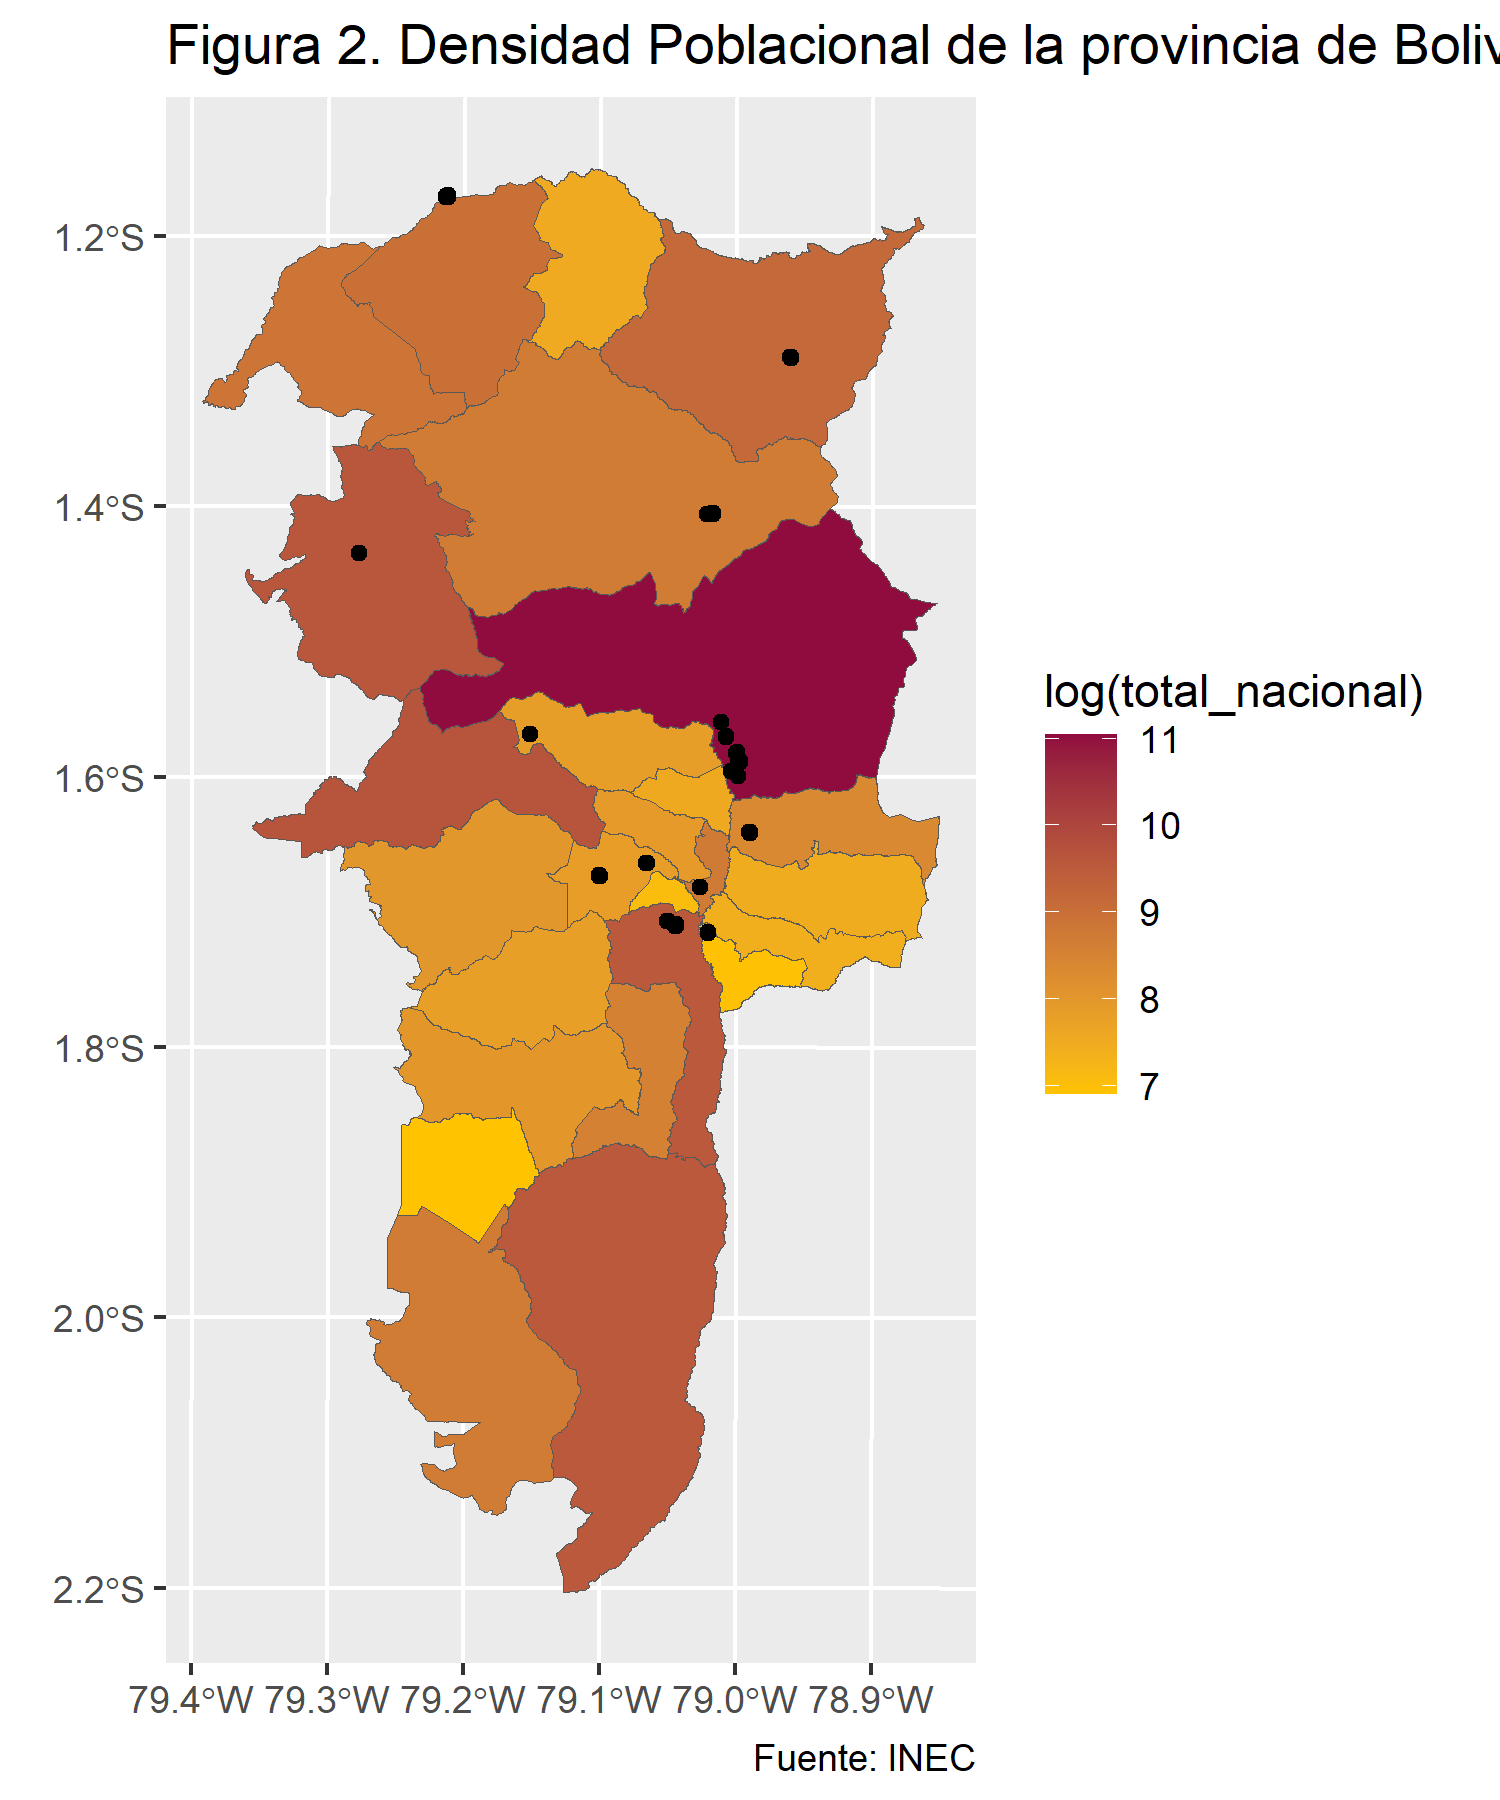 Figura 2. Densidad Poblacional de la provincia de Boliv
1.2°S
1.4°S
1.6°S
1.8°S
2.0°S
2.2°S
79.4°W 79.3°W 79.2°W 79.1°W 79.0°W 78.9°W
log(total_nacional)
11
10
9
8
7
Fuente: INEC